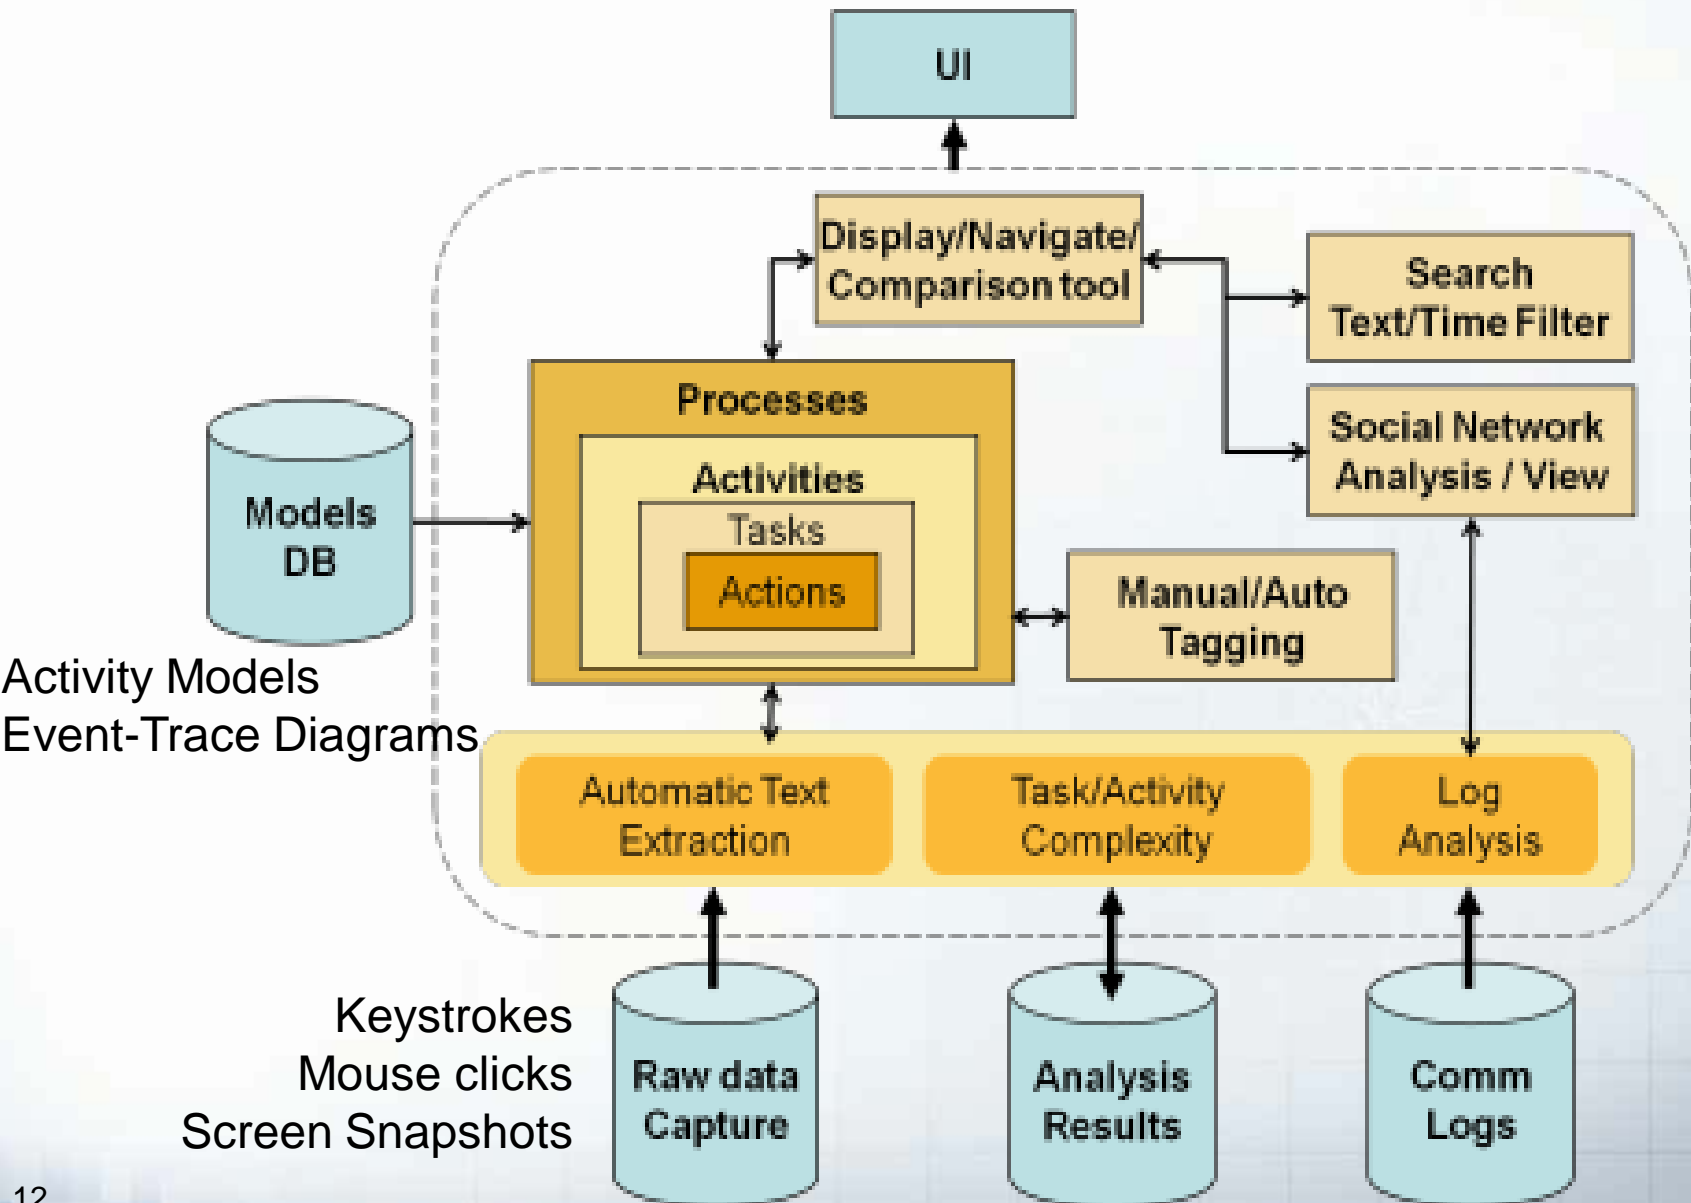 UI
Display/Navigate/
Comparison tool
Search
Text/Time Filter
Processes
Social Network
Analysis / View
Activities
Models
DB
Tasks
Actions
Manual/Auto
Tagging
Activity Models
Event-Trace Diagrams
Automatic Text
Extraction
Task/Activity
Complexity
Log
Analysis
Keystrokes
Mouse clicks
Screen Snapshots
Raw data
Capture
Analysis
Results
Comm
Logs
12